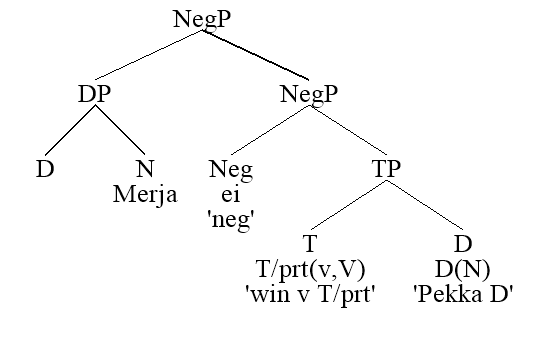 NegP
DP NegP
D N Neg TP
Merja ei
'neg'
T D
T/prt(v,V) D(N)
'win v T/prt' 'Pekka D'